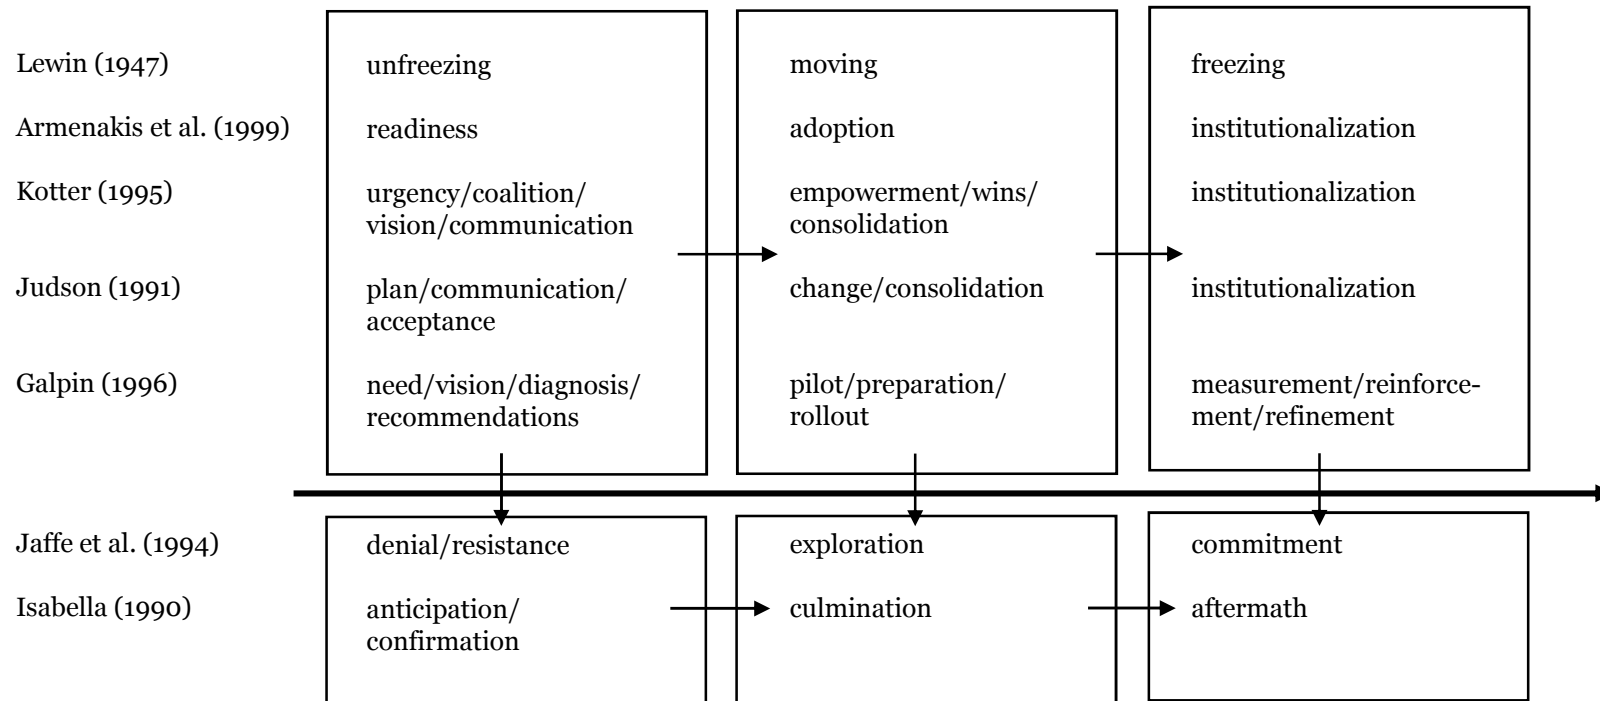 Lewin (1947) unfreezing moving freezing
Armenakis et al. (1999) readiness adoption institutionalization
Kotter (1995) urgency/coalition/ empowerment/wins/ institutionalization
vision/communication consolidation
Judson (1991) plan/communication/ change/consolidation institutionalization
acceptance
Galpin (1996) need/vision/diagnosis/ pilot/preparation/ measurement/reinforce-
recommendations rollout ment/refinement
Jaffe et al. (1994) denial/resistance exploration commitment
Isabella (1990) anticipation/ culmination aftermath
confirmation